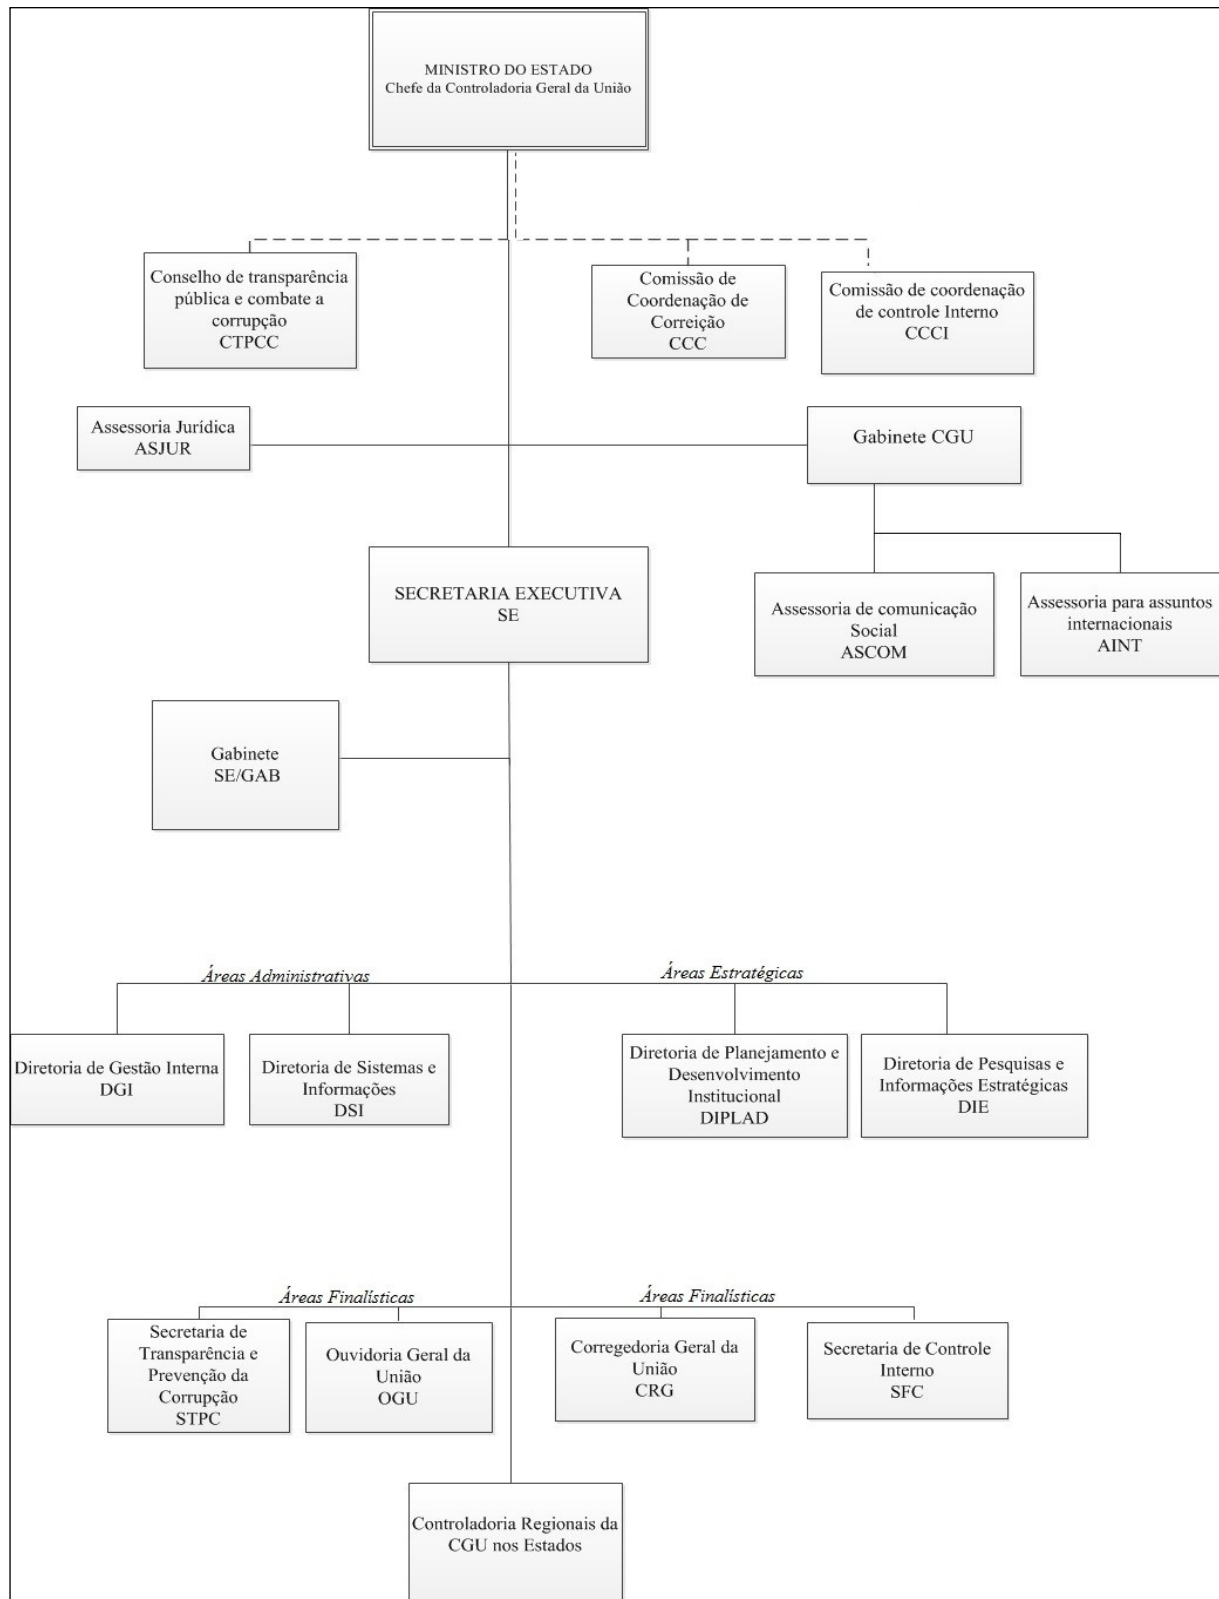 MINISTRO DO ESTADO
Chefe da Controladoria Geral da União
Conselho de transparência
pública e combate a
corrupção
CTPCC
Comissão de
Coordenação de
Correição
CCC
Comissão de coordenação
de controle Interno
CCCI
Assessoria Jurídica
ASJUR
Gabinete CGU
SECRETARIA EXECUTIVA
SE
Assessoria de comunicação
Social
ASCOM
Assessoria para assuntos
internacionais
AINT
Gabinete
SE/GAB
Áreas Administrativas
Áreas Estratégicas
Diretoria de Gestão Interna
DGI
Diretoria de Sistemas e
Informações
DSI
Diretoria de Planejamento e
Desenvolvimento
Institucional
DIPLAD
Diretoria de Pesquisas e
Informações Estratégicas
DIE
Áreas Finalísticas
Áreas Finalísticas
Secretaria de
Transparência e
Prevenção da
Corrupção
STPC
Ouvidoria Geral da
União
OGU
Corregedoria Geral da
União
CRG
Secretaria de Controle
Interno
SFC
Controladoria Regionais da
CGU nos Estados